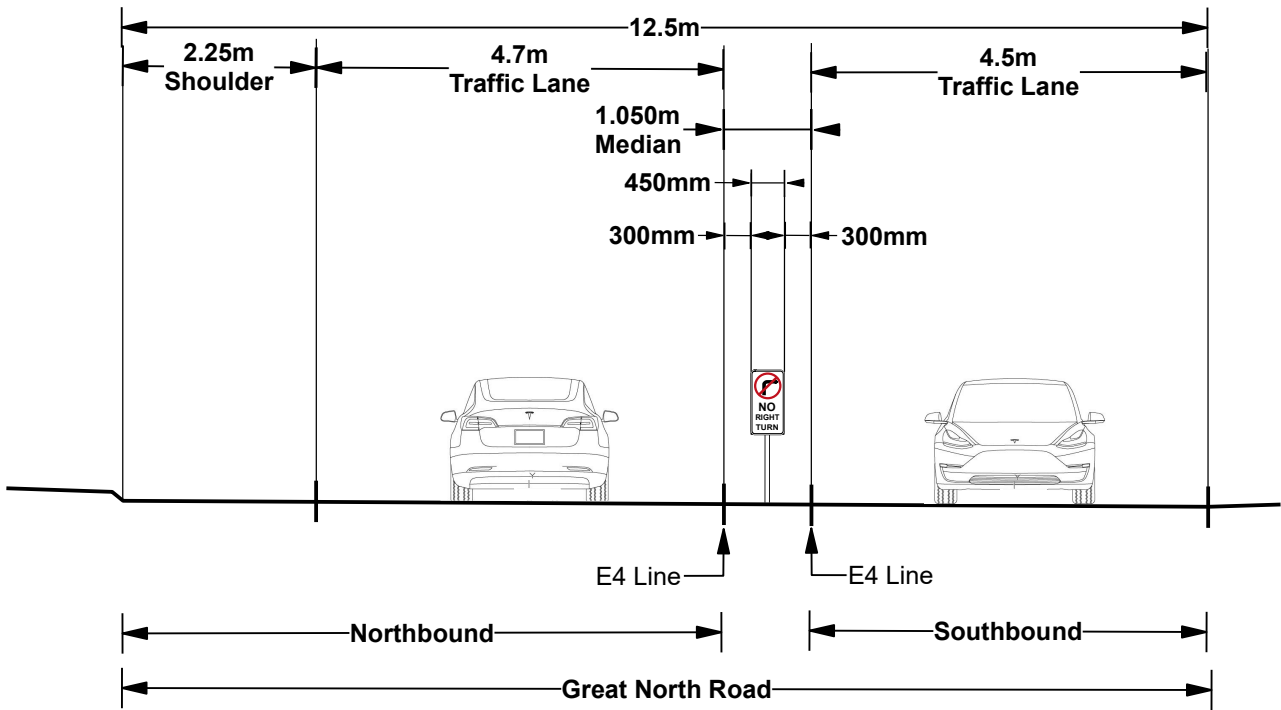 12.5m
2.25m
Shoulder
4.7m
Traffic Lane
4.5m
Traffic Lane
1.050m
Median
450mm
300mm
300mm
NO
RIGHT
TURN
E4 Line
E4 Line
Northbound
Southbound
Great North Road